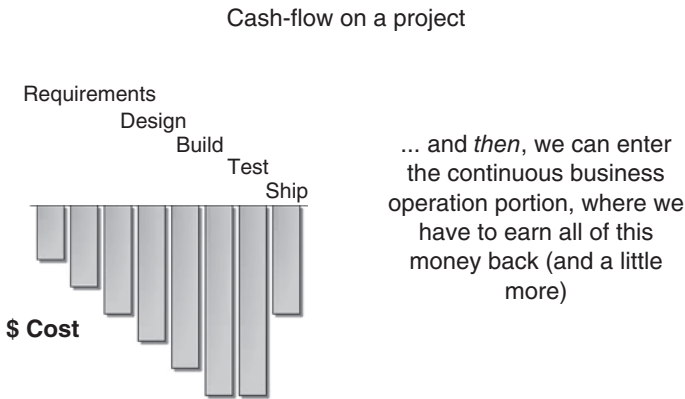 Cash-flow on a project
Requirements
Design
Build
Test
Ship
$ Cost
... and then, we can enter
the continuous business
operation portion, where we
have to earn all of this
money back (and a little
more)